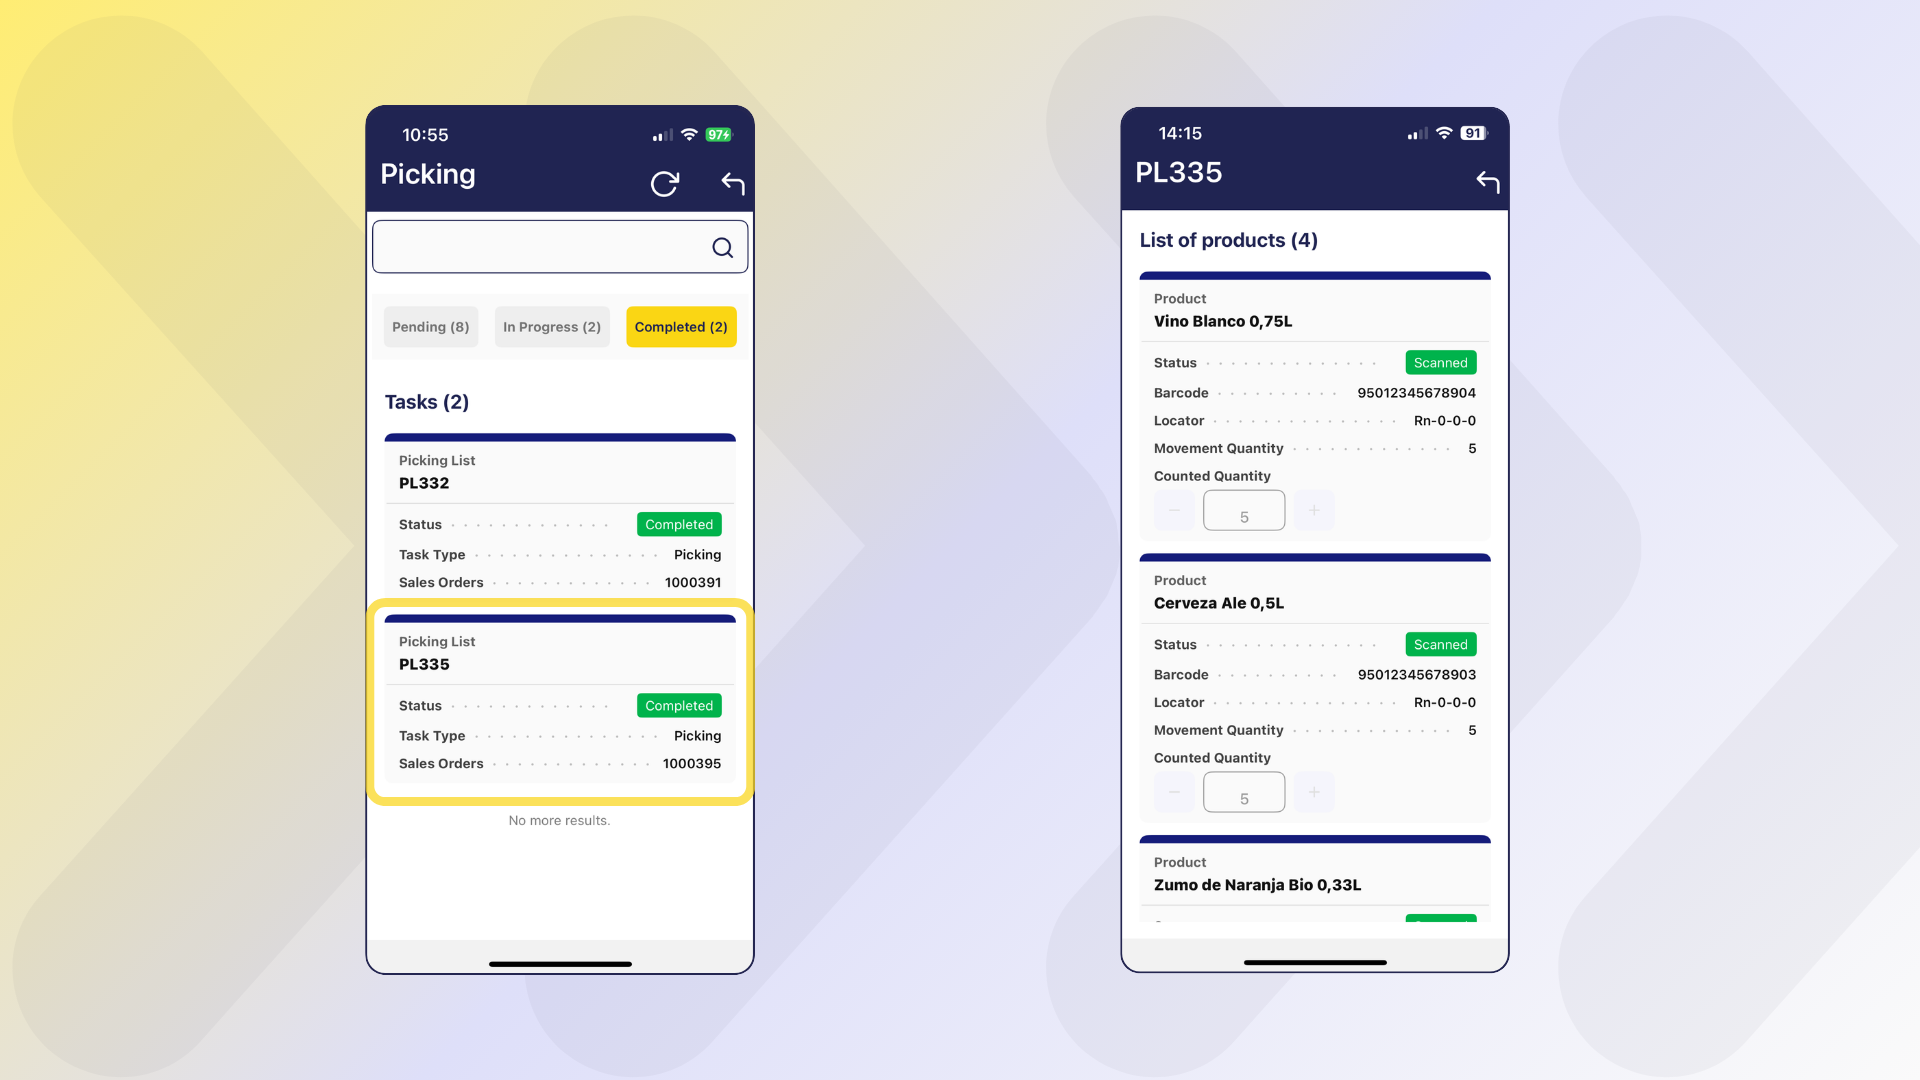 10:55
97
Picking
Pending (8)
In Progress (2)
Completed (2)
Tasks (2)
Picking List
PL332
Status Completed
Task Type Picking
Sales Orders 1000391
Picking List
PL335
Status Completed
Task Type Picking
Sales Orders 1000395
No more results.
14:15
91
PL335
List of products (4)
Product
Vino Blanco 0,75L
Status Scanned
Barcode 95012345678904
Locator Rn-0-0-0
Movement Quantity 5
Counted Quantity
− 5 +
Product
Cerveza Ale 0,5L
Status Scanned
Barcode 95012345678903
Locator Rn-0-0-0
Movement Quantity 5
Counted Quantity
− 5 +
Product
Zumo de Naranja Bio 0,33L